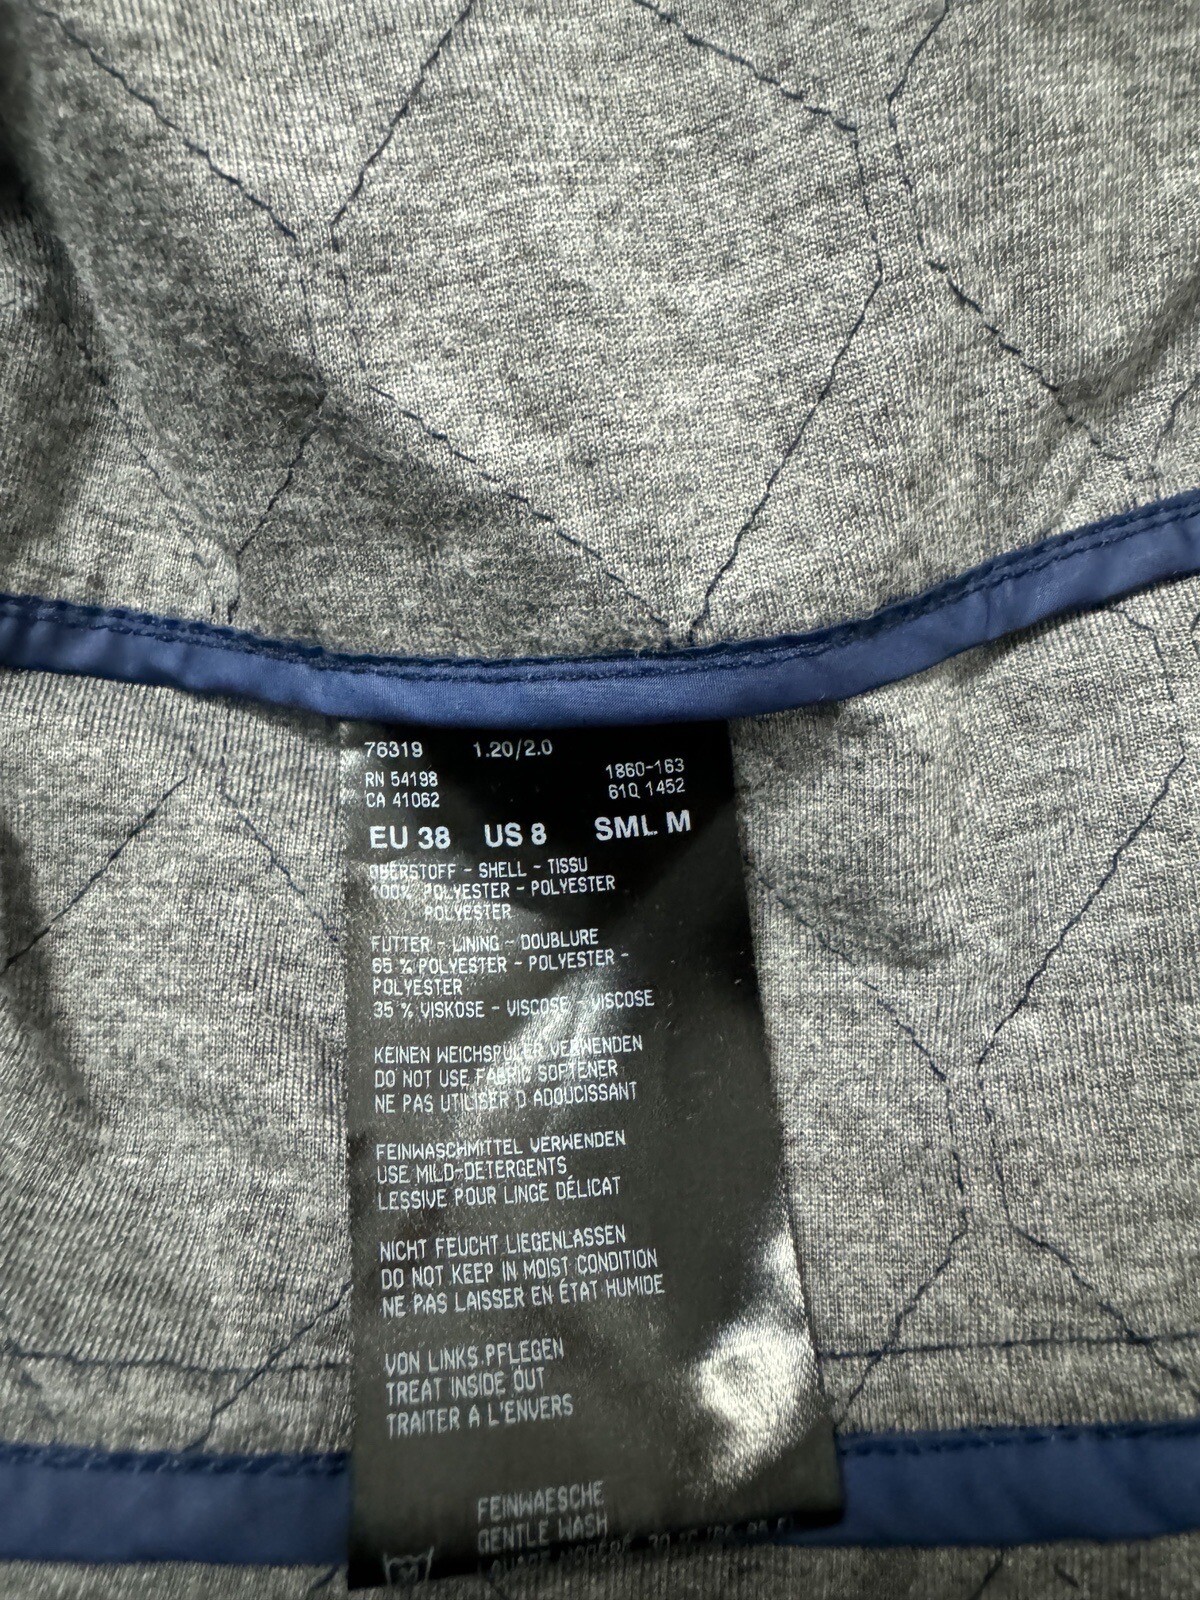 76319 1.20/2.0
RN 54198 1860-163
CA 41062 61Q 1452
EU 38 US 8 SML M
OBERSTOFF - SHELL - TISSU
100% POLYESTER - POLYESTER
POLYESTER
FUTTER - LINING - DOUBLURE
65 % POLYESTER - POLYESTER -
POLYESTER
35 % VISKOSE - VISCOSE - VISCOSE
KEINEN WEICHSPÜLER VERWENDEN
DO NOT USE FABRIC SOFTENER
NE PAS UTILISER D ADOUCISSANT
FEINWASCHMITTEL VERWENDEN
USE MILD-DETERGENTS
LESSIVE POUR LINGE DÉLICAT
NICHT FEUCHT LIEGENLASSEN
DO NOT KEEP IN MOIST CONDITION
NE PAS LAISSER EN ÉTAT HUMIDE
VON LINKS PFLEGEN
TREAT INSIDE OUT
TRAITER A L'ENVERS
FEINWAESCHE
GENTLE WASH